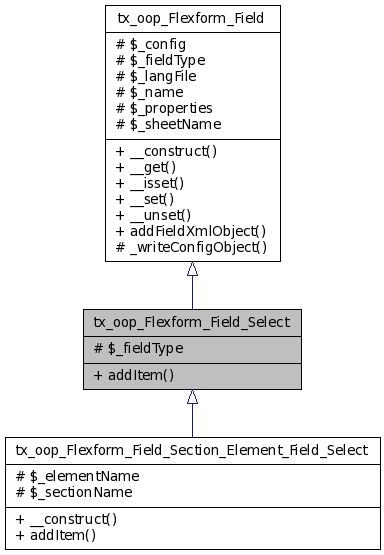 tx_oop_Flexform_Field
# $_config
# $_fieldType
# $_langFile
# $_name
# $_properties
# $_sheetName
+ __construct()
+ __get()
+ __isset()
+ __set()
+ __unset()
+ addFieldXmlObject()
# _writeConfigObject()
tx_oop_Flexform_Field_Select
# $_fieldType
+ addItem()
tx_oop_Flexform_Field_Section_Element_Field_Select
# $_elementName
# $_sectionName
+ __construct()
+ addItem()